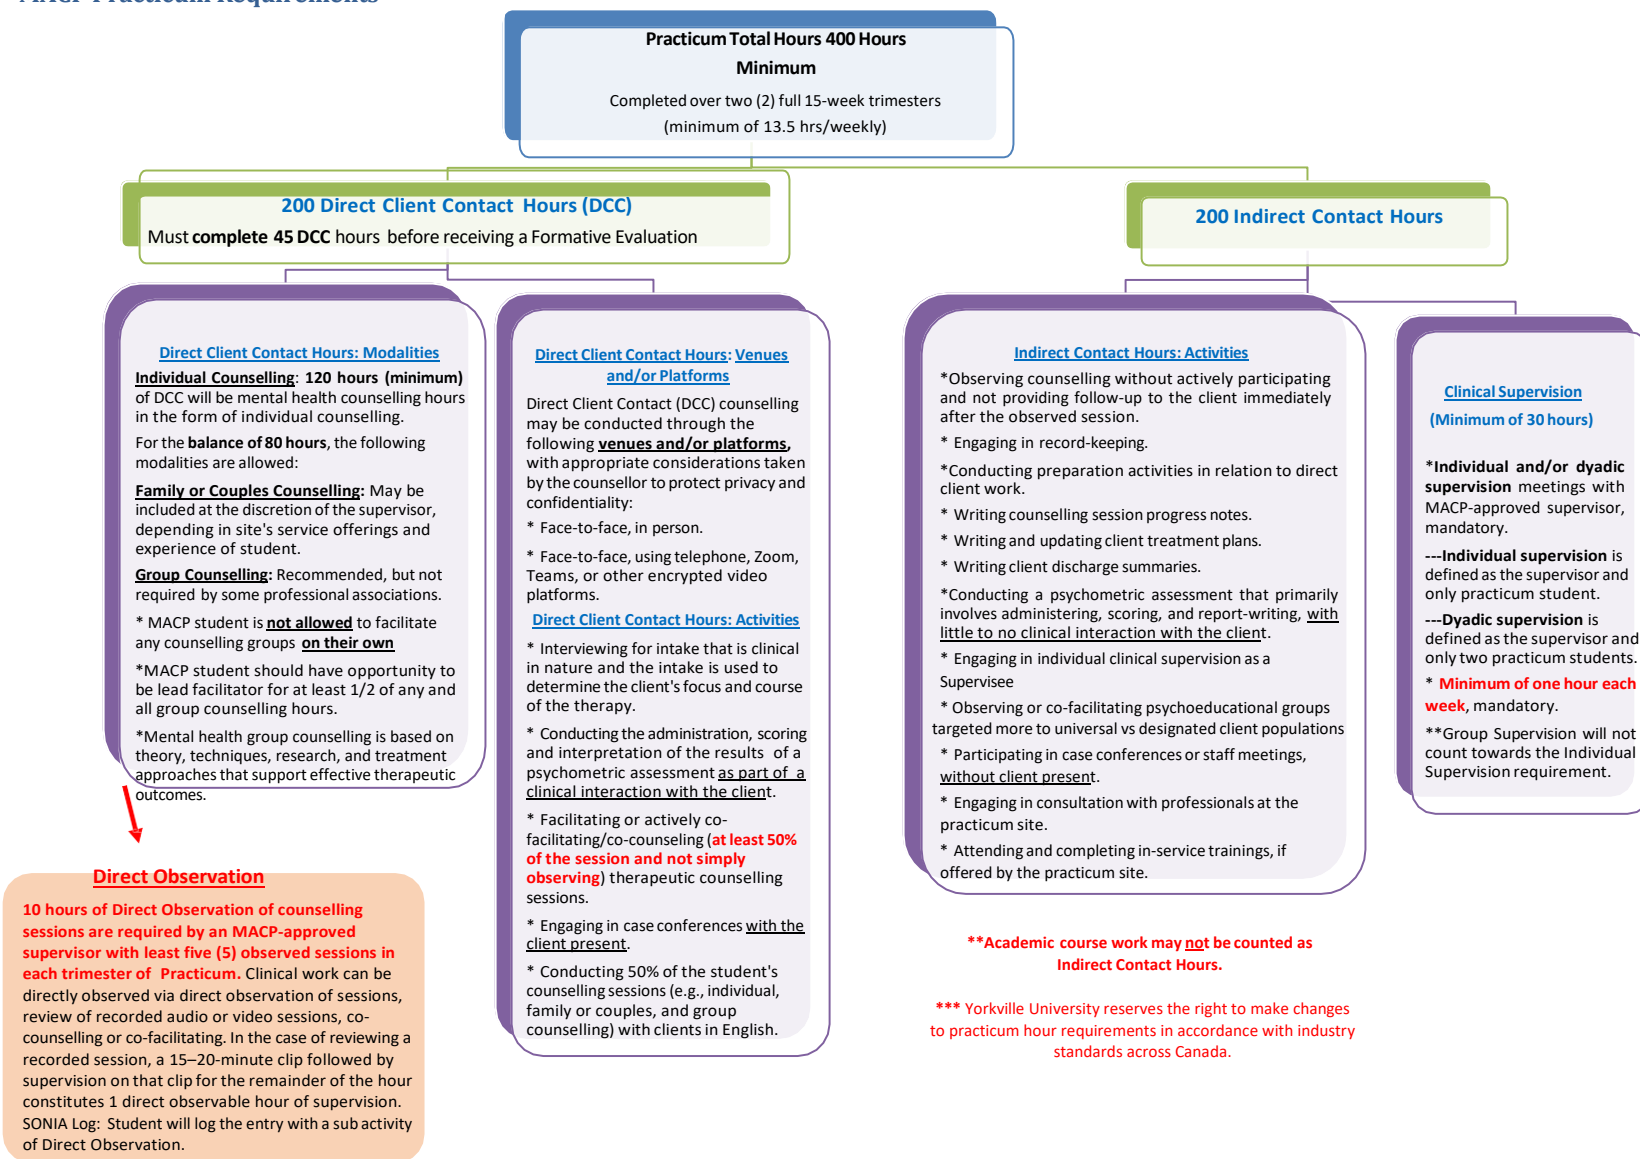 MACP Practicum Requirements
Practicum Total Hours 400 Hours
Minimum
Completed over two (2) full 15-week trimesters
(minimum of 13.5 hrs/weekly)
200 Direct Client Contact Hours (DCC)
Must complete 45 DCC hours before receiving a Formative Evaluation
200 Indirect Contact Hours
Direct Client Contact Hours: Modalities
Individual Counselling: 120 hours (minimum)
of DCC will be mental health counselling hours
in the form of individual counselling.
For the balance of 80 hours, the following
modalities are allowed:
Family or Couples Counselling: May be
included at the discretion of the supervisor,
depending in site's service offerings and
experience of student.
Group Counselling: Recommended, but not
required by some professional associations.
* MACP student is not allowed to facilitate
any counselling groups on their own
*MACP student should have opportunity to
be lead facilitator for at least 1/2 of any and
all group counselling hours.
*Mental health group counselling is based on
theory, techniques, research, and treatment
approaches that support effective therapeutic
outcomes.
Direct Observation
10 hours of Direct Observation of counselling
sessions are required by an MACP-approved
supervisor with least five (5) observed sessions in
each trimester of Practicum. Clinical work can be
directly observed via direct observation of sessions,
review of recorded audio or video sessions, co-
counselling or co-facilitating. In the case of reviewing a
recorded session, a 15–20-minute clip followed by
supervision on that clip for the remainder of the hour
constitutes 1 direct observable hour of supervision.
SONIA Log: Student will log the entry with a sub activity
of Direct Observation.
Direct Client Contact Hours: Venues
and/or Platforms
Direct Client Contact (DCC) counselling
may be conducted through the
following venues and/or platforms,
with appropriate considerations taken
by the counsellor to protect privacy and
confidentiality:
* Face-to-face, in person.
* Face-to-face, using telephone, Zoom,
Teams, or other encrypted video
platforms.
Direct Client Contact Hours: Activities
* Interviewing for intake that is clinical
in nature and the intake is used to
determine the client's focus and course
of the therapy.
* Conducting the administration, scoring
and interpretation of the results of a
psychometric assessment as part of a
clinical interaction with the client.
* Facilitating or actively co-
facilitating/co-counseling (at least 50%
of the session and not simply
observing) therapeutic counselling
sessions.
* Engaging in case conferences with the
client present.
* Conducting 50% of the student's
counselling sessions (e.g., individual,
family or couples, and group
counselling) with clients in English.
Indirect Contact Hours: Activities
*Observing counselling without actively participating
and not providing follow-up to the client immediately
after the observed session.
* Engaging in record-keeping.
*Conducting preparation activities in relation to direct
client work.
* Writing counselling session progress notes.
* Writing and updating client treatment plans.
* Writing client discharge summaries.
*Conducting a psychometric assessment that primarily
involves administering, scoring, and report-writing, with
little to no clinical interaction with the client.
* Engaging in individual clinical supervision as a
Supervisee
* Observing or co-facilitating psychoeducational groups
targeted more to universal vs designated client populations
* Participating in case conferences or staff meetings,
without client present.
* Engaging in consultation with professionals at the
practicum site.
* Attending and completing in-service trainings, if
offered by the practicum site.
**Academic course work may not be counted as
Indirect Contact Hours.
*** Yorkville University reserves the right to make changes
to practicum hour requirements in accordance with industry
standards across Canada.
Clinical Supervision
(Minimum of 30 hours)
*Individual and/or dyadic
supervision meetings with
MACP-approved supervisor,
mandatory.
---Individual supervision is
defined as the supervisor and
only practicum student.
---Dyadic supervision is
defined as the supervisor and
only two practicum students.
* Minimum of one hour each
week, mandatory.
**Group Supervision will not
count towards the Individual
Supervision requirement.